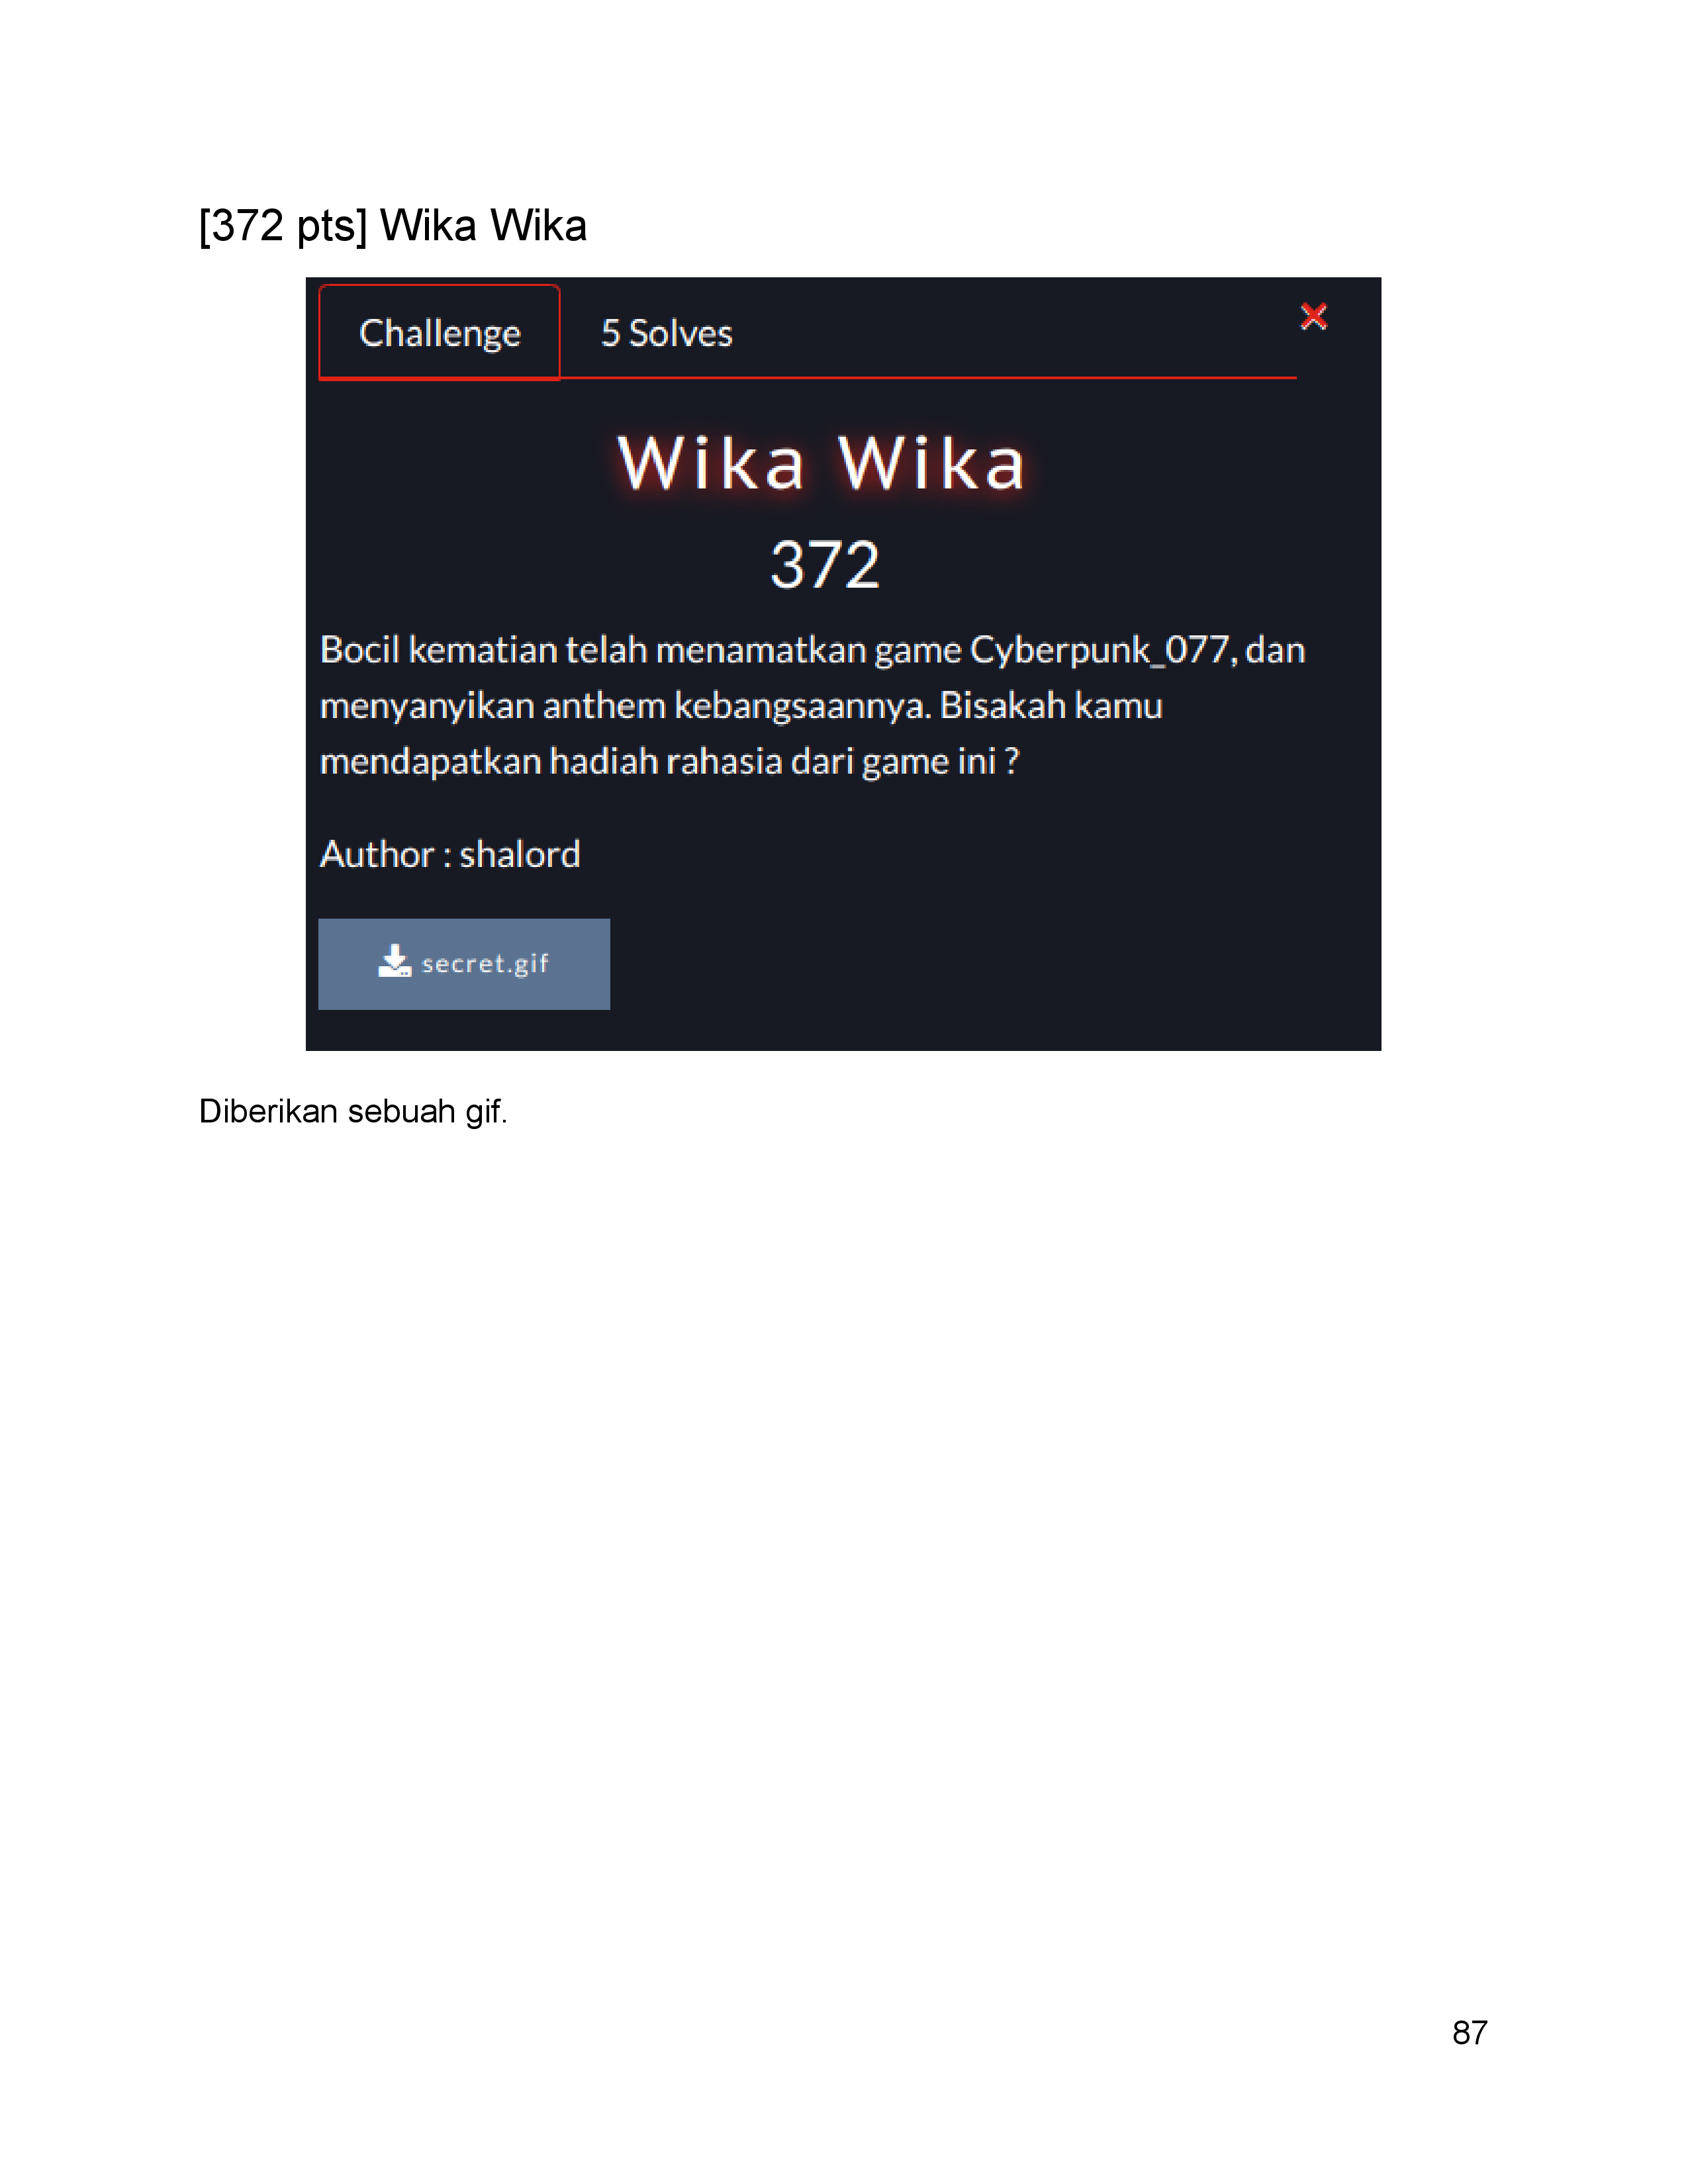 [372 pts] Wika Wika
Challenge
5 Solves
Wika Wika
372
Bocil kematian telah menamatkan game Cyberpunk_077, dan
menyanyikan anthem kebangsaannya. Bisakah kamu
mendapatkan hadiah rahasia dari game ini ?
Author : shalord
secret.gif
Diberikan sebuah gif.
87